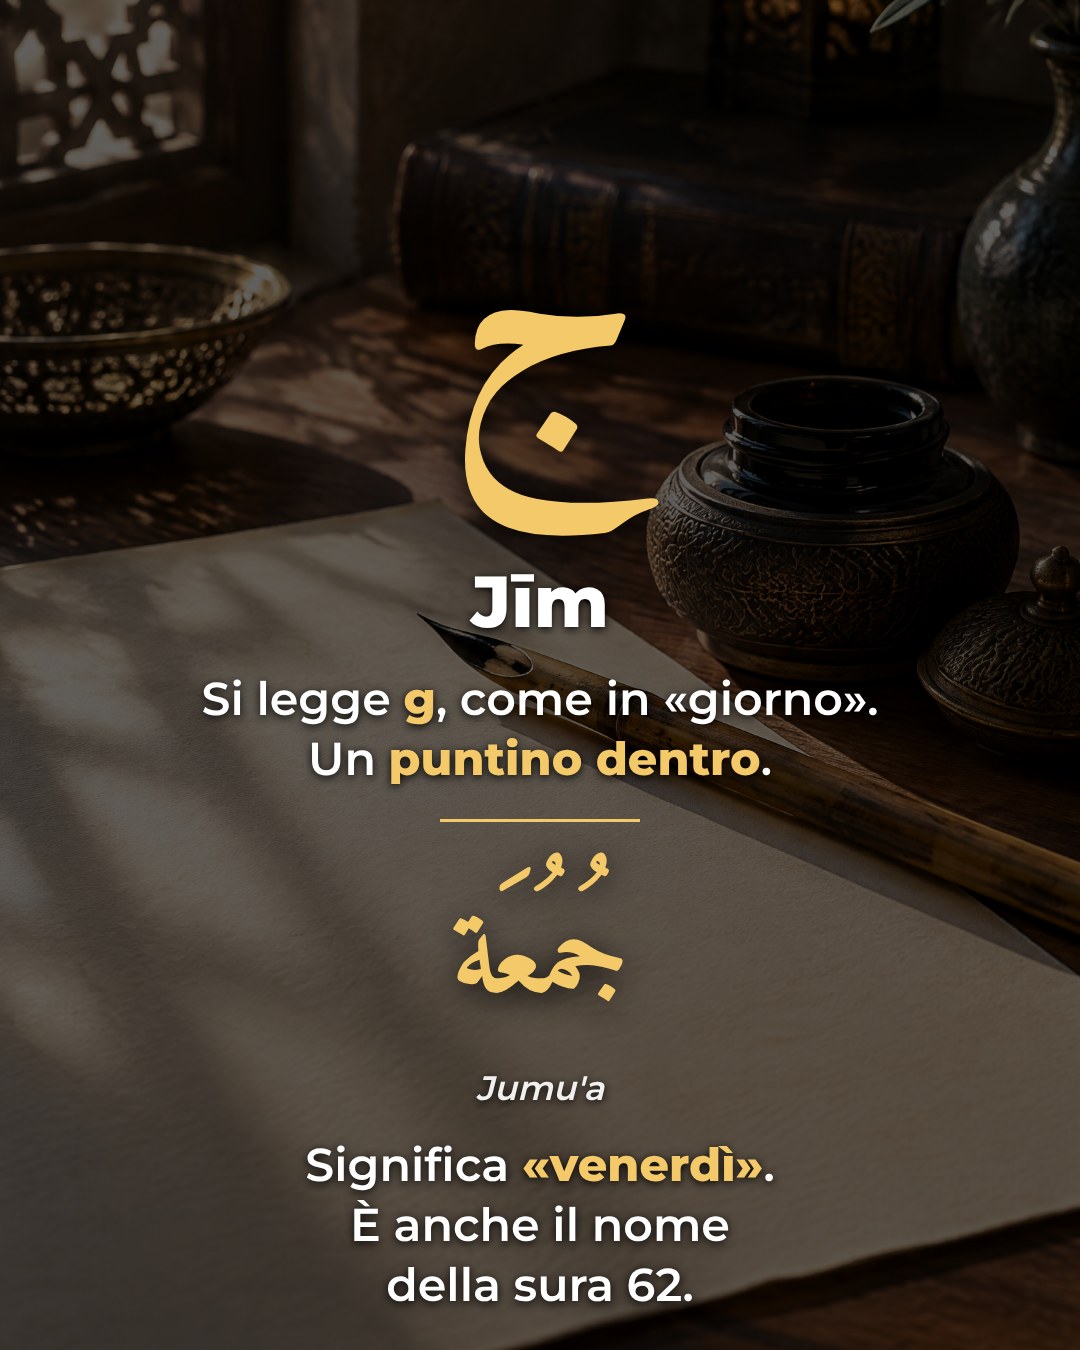 ج
Jīm
Si legge g, come in «giorno».
Un puntino dentro.
جُمُعَة
Jumu'a
Significa «venerdì».
È anche il nome
della sura 62.